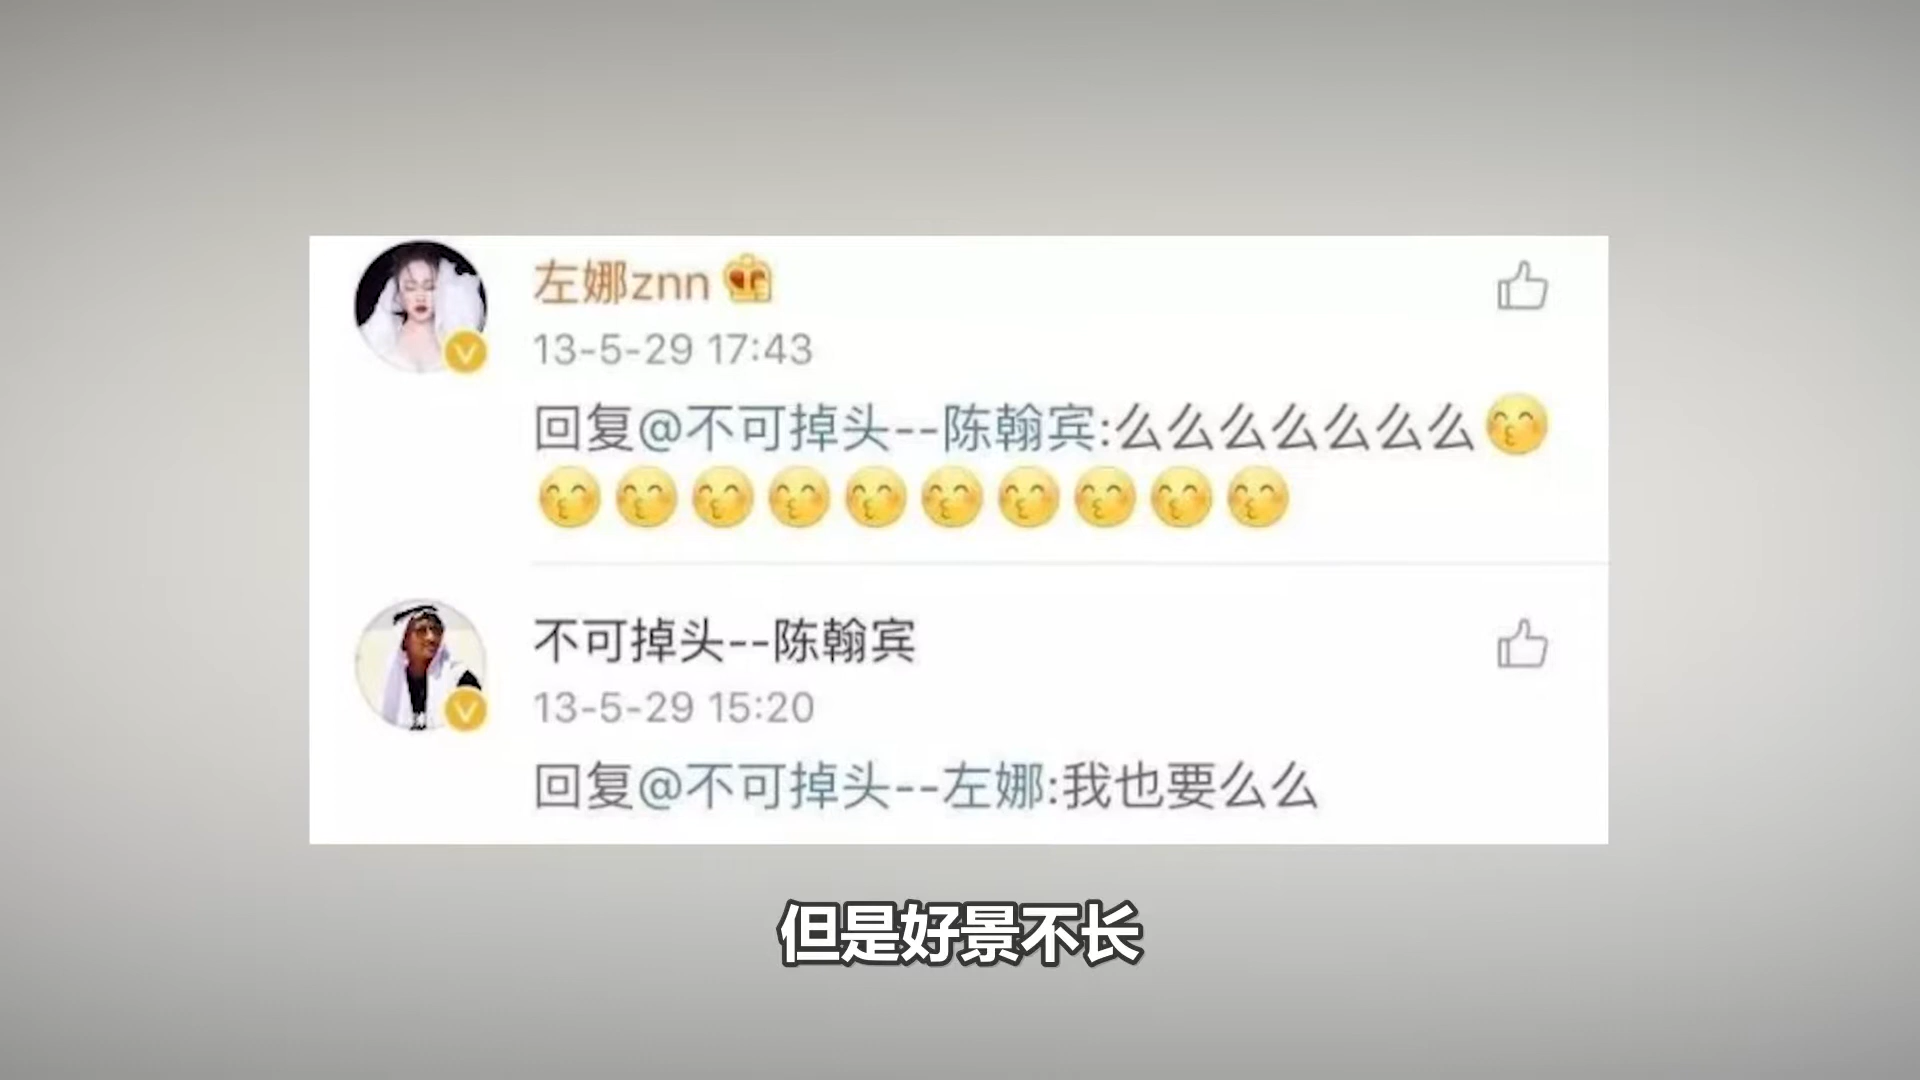 左娜znn
13-5-29 17:43
回复@不可掉头--陈翰宾:么么么么么么么
不可掉头--陈翰宾
13-5-29 15:20
回复@不可掉头--左娜:我也要么么
但是好景不长